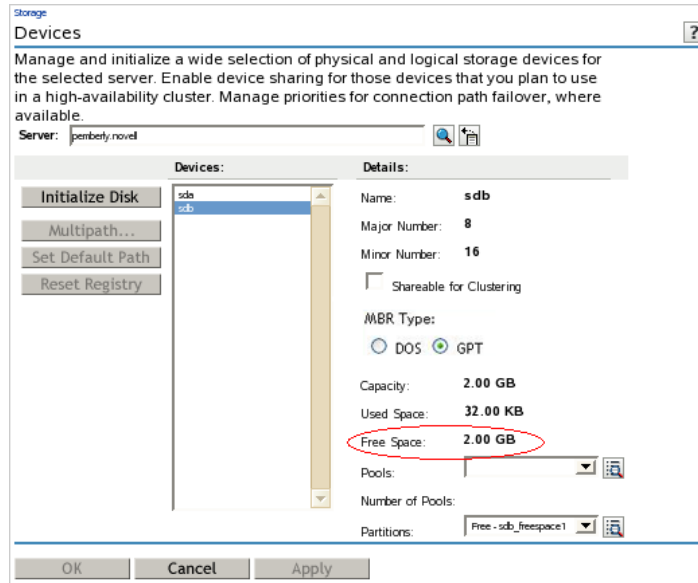 Storage
Devices
?
Manage and initialize a wide selection of physical and logical storage devices for
the selected server. Enable device sharing for those devices that you plan to use
in a high-availability cluster. Manage priorities for connection path failover, where
available.
Server: pemberly.novell
Devices: Details:
Initialize Disk
Multipath...
Set Default Path
Reset Registry
sda
sdb
Name: sdb
Major Number: 8
Minor Number: 16
Shareable for Clustering
MBR Type:
DOS GPT
Capacity: 2.00 GB
Used Space: 32.00 KB
Free Space: 2.00 GB
Pools:
Number of Pools:
Partitions: Free - sdb_freespace1
OK Cancel Apply